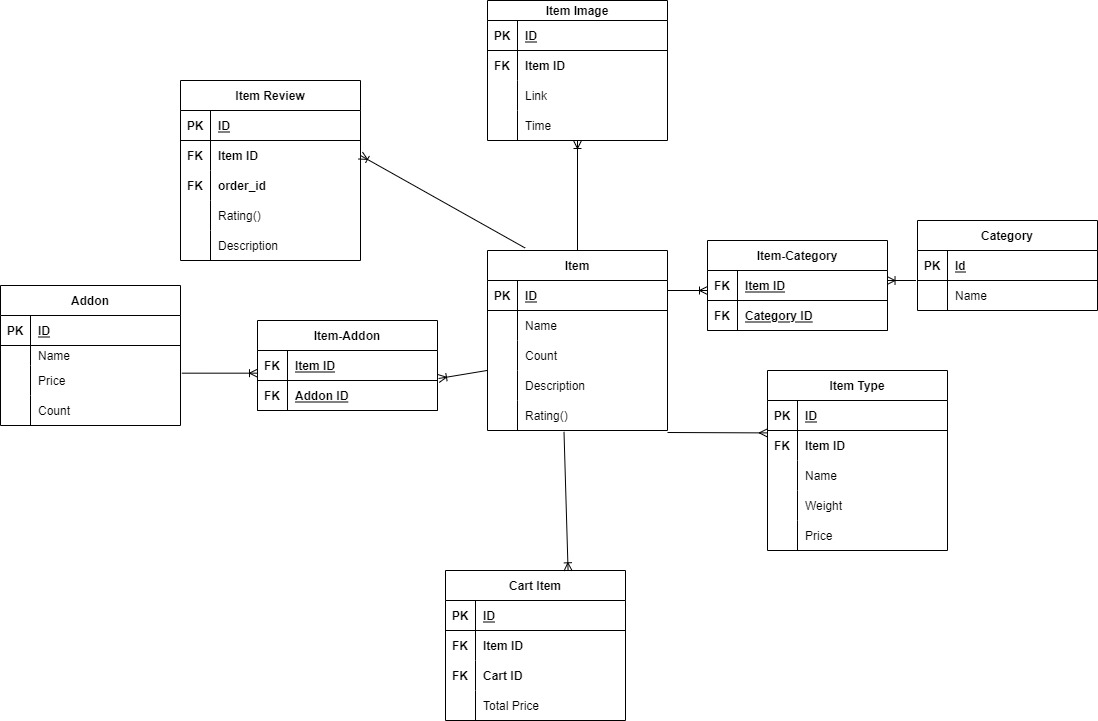 Item Image
PK ID
FK Item ID
Link
Time
Item Review
PK ID
FK Item ID
FK order_id
Rating()
Description
Item
PK ID
Name
Count
Description
Rating()
Item-Category
FK Item ID
FK Category ID
Category
PK Id
Name
Addon
PK ID
Name
Price
Count
Item-Addon
FK Item ID
FK Addon ID
Item Type
PK ID
FK Item ID
Name
Weight
Price
Cart Item
PK ID
FK Item ID
FK Cart ID
Total Price